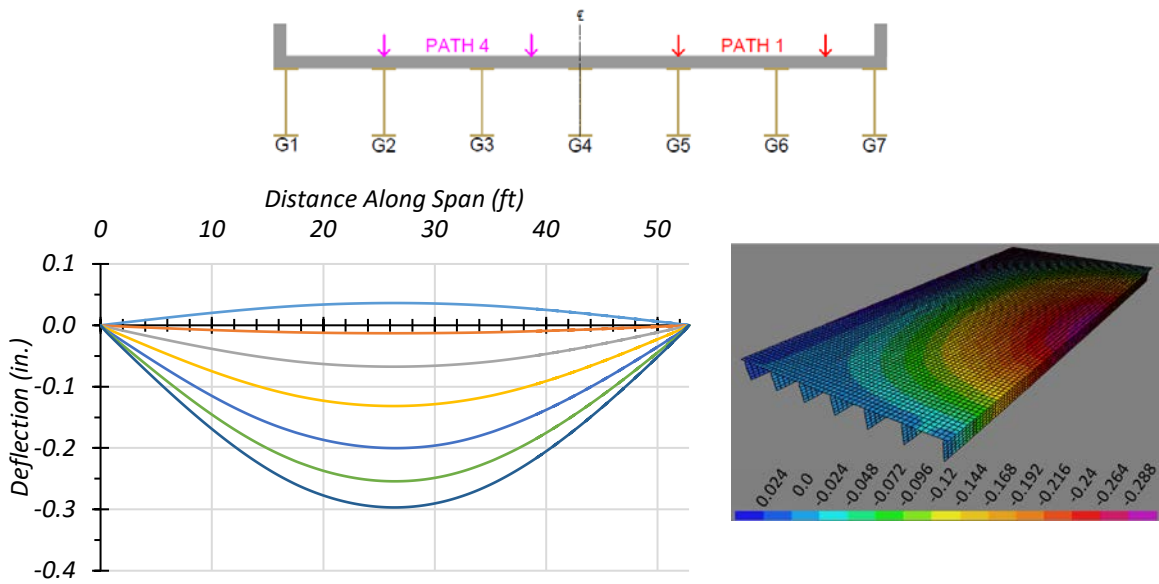 ℄
PATH 4 PATH 1
G1 G2 G3 G4 G5 G6 G7
Distance Along Span (ft)
0 10 20 30 40 50
Deflection (in.)
0.1
0.0
-0.1
-0.2
-0.3
-0.4
0.024 0.0 -0.024 -0.048 -0.072 -0.096 -0.12 -0.144 -0.168 -0.192 -0.216 -0.24 -0.264 -0.288